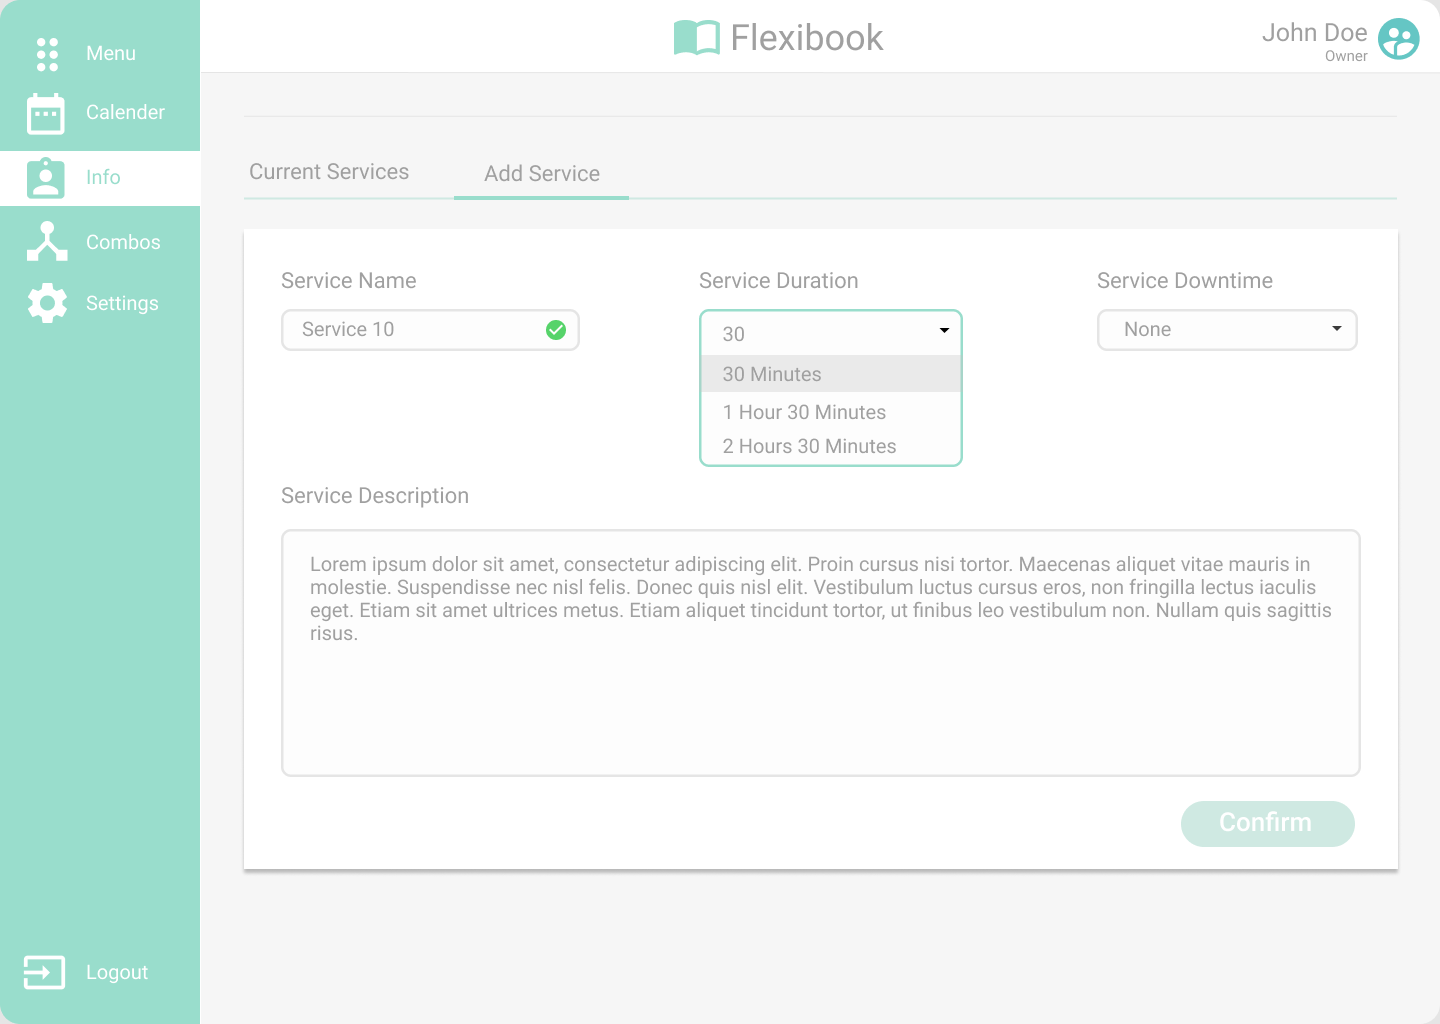 Menu
Calender
Info
Combos
Settings
Logout
Flexibook
John Doe
Owner
Current Services
Add Service
Service Name
Service 10
Service Duration
30
30 Minutes
1 Hour 30 Minutes
2 Hours 30 Minutes
Service Downtime
None
Service Description
Lorem ipsum dolor sit amet, consectetur adipiscing elit. Proin cursus nisi tortor. Maecenas aliquet vitae mauris in
molestie. Suspendisse nec nisl felis. Donec quis nisl elit. Vestibulum luctus cursus eros, non fringilla lectus iaculis
eget. Etiam sit amet ultrices metus. Etiam aliquet tincidunt tortor, ut finibus leo vestibulum non. Nullam quis sagittis
risus.
Confirm